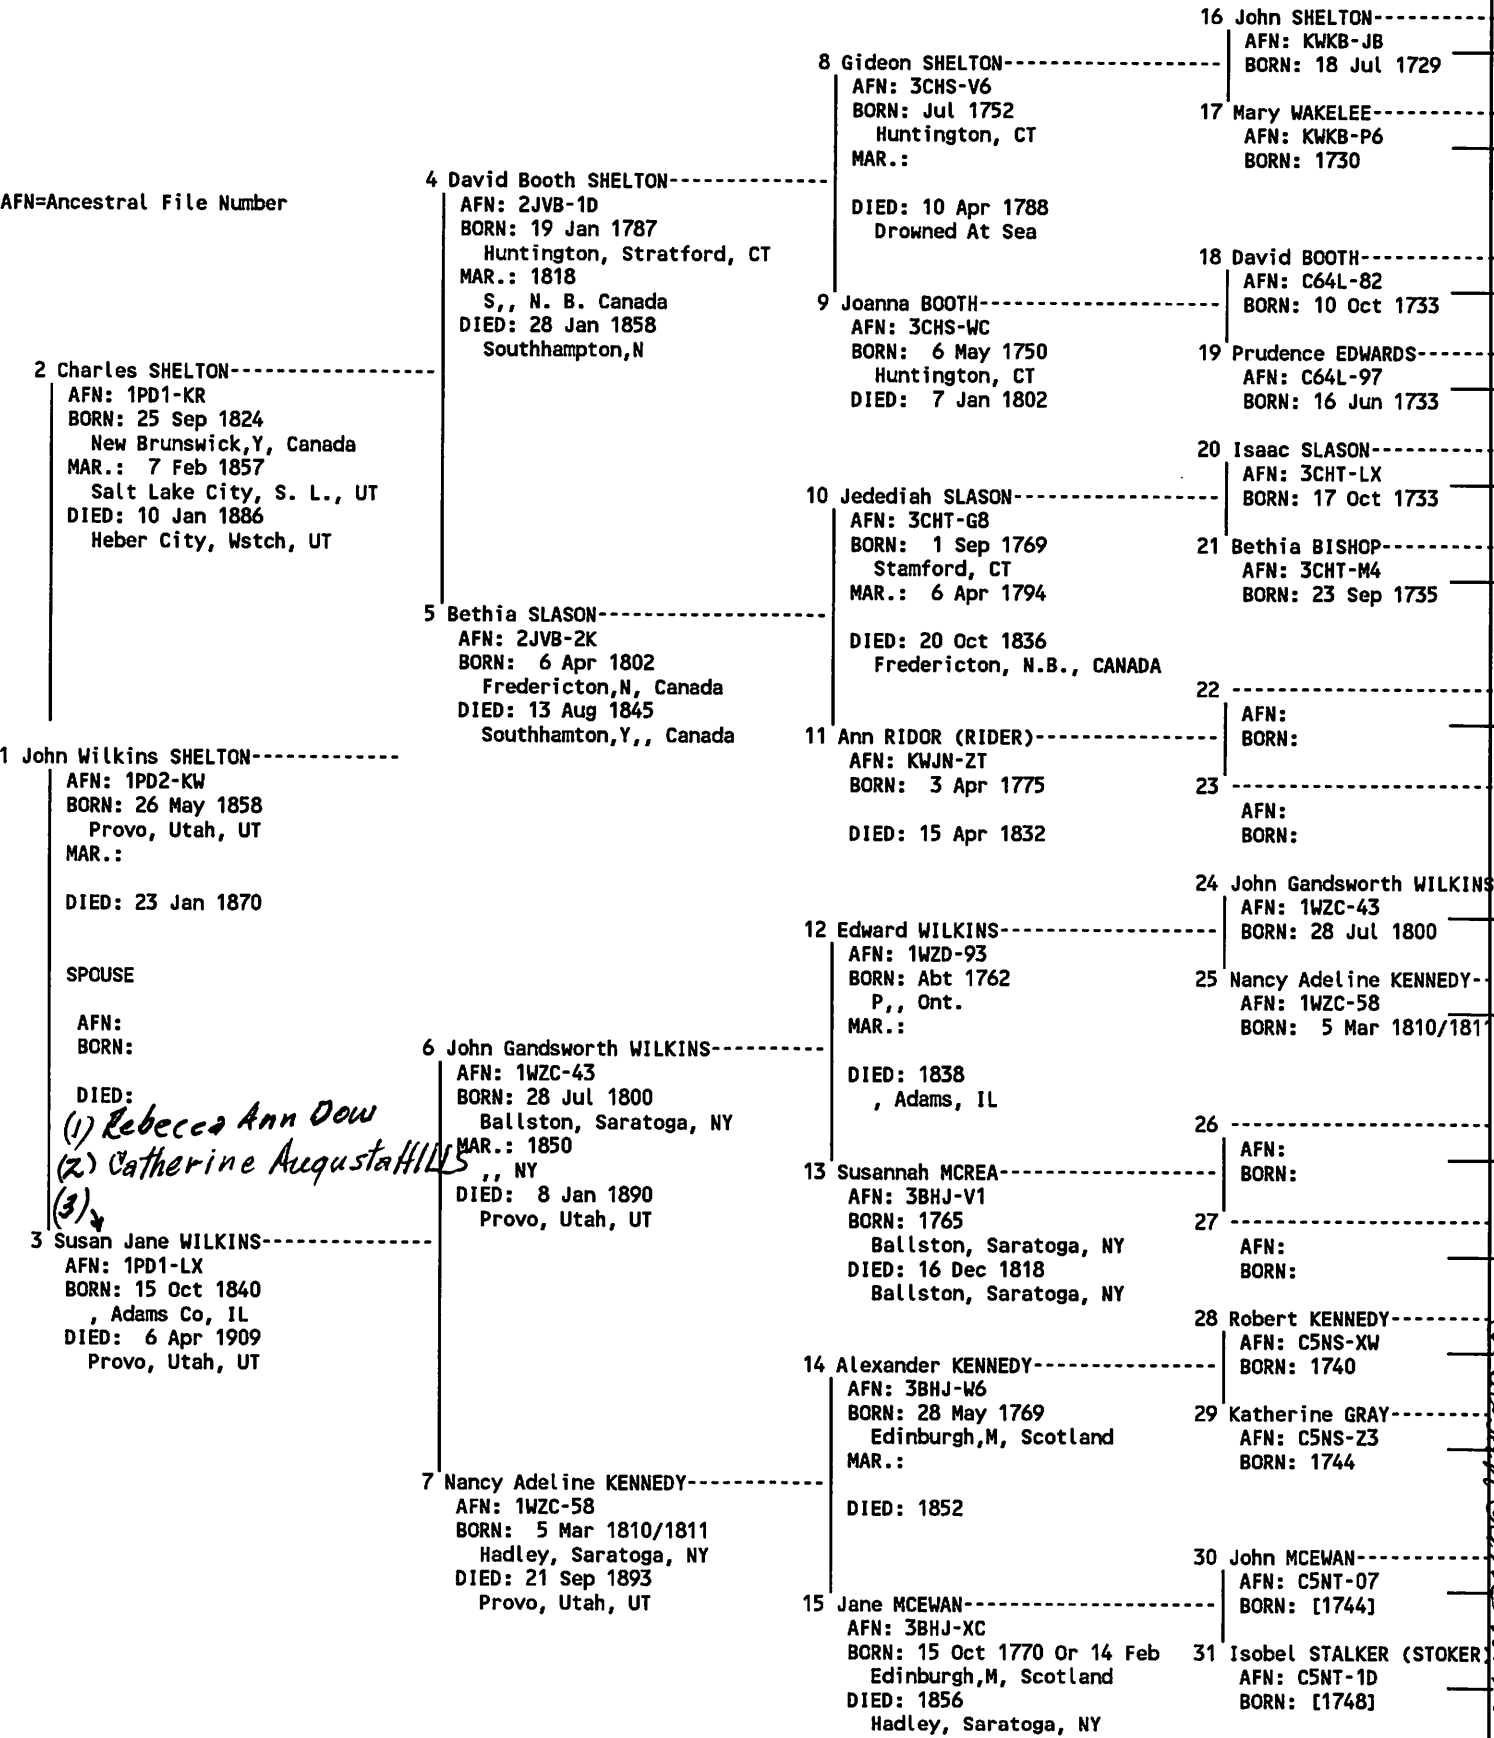 AFN=Ancestral File Number
1 John Wilkins SHELTON-------------
AFN: 1PD2-KW
BORN: 26 May 1858
Provo, Utah, UT
MAR.:
DIED: 23 Jan 1870
SPOUSE
AFN:
BORN:
DIED:
(1) Rebecca Ann Dow
(2) Catherine Augusta Hills
(3)
2 Charles SHELTON------------------
AFN: 1PD1-KR
BORN: 25 Sep 1824
New Brunswick,Y, Canada
MAR.: 7 Feb 1857
Salt Lake City, S. L., UT
DIED: 10 Jan 1886
Heber City, Wstch, UT
3 Susan Jane WILKINS---------------
AFN: 1PD1-LX
BORN: 15 Oct 1840
, Adams Co, IL
DIED: 6 Apr 1909
Provo, Utah, UT
4 David Booth SHELTON--------------
AFN: 2JVB-1D
BORN: 19 Jan 1787
Huntington, Stratford, CT
MAR.: 1818
S,, N. B. Canada
DIED: 28 Jan 1858
Southhampton,N
5 Bethia SLASON--------------------
AFN: 2JVB-2K
BORN: 6 Apr 1802
Fredericton,N, Canada
DIED: 13 Aug 1845
Southhamton,Y,, Canada
6 John Gandsworth WILKINS----------
AFN: 1WZC-43
BORN: 28 Jul 1800
Ballston, Saratoga, NY
MAR.: 1850
,, NY
DIED: 8 Jan 1890
Provo, Utah, UT
7 Nancy Adeline KENNEDY------------
AFN: 1WZC-58
BORN: 5 Mar 1810/1811
Hadley, Saratoga, NY
DIED: 21 Sep 1893
Provo, Utah, UT
8 Gideon SHELTON-------------------
AFN: 3CHS-V6
BORN: Jul 1752
Huntington, CT
MAR.:
DIED: 10 Apr 1788
Drowned At Sea
9 Joanna BOOTH---------------------
AFN: 3CHS-WC
BORN: 6 May 1750
Huntington, CT
DIED: 7 Jan 1802
10 Jedediah SLASON------------------
AFN: 3CHT-G8
BORN: 1 Sep 1769
Stamford, CT
MAR.: 6 Apr 1794
DIED: 20 Oct 1836
Fredericton, N.B., CANADA
11 Ann RIDOR (RIDER)----------------
AFN: KWJN-ZT
BORN: 3 Apr 1775
DIED: 15 Apr 1832
12 Edward WILKINS-------------------
AFN: 1WZD-93
BORN: Abt 1762
P,, Ont.
MAR.:
DIED: 1838
, Adams, IL
13 Susannah MCREA-------------------
AFN: 3BHJ-V1
BORN: 1765
Ballston, Saratoga, NY
DIED: 16 Dec 1818
Ballston, Saratoga, NY
14 Alexander KENNEDY----------------
AFN: 3BHJ-W6
BORN: 28 May 1769
Edinburgh,M, Scotland
MAR.:
DIED: 1852
15 Jane MCEWAN----------------------
AFN: 3BHJ-XC
BORN: 15 Oct 1770 Or 14 Feb
Edinburgh,M, Scotland
DIED: 1856
Hadley, Saratoga, NY
16 John SHELTON----------
AFN: KWKB-JB
BORN: 18 Jul 1729
17 Mary WAKELEE----------
AFN: KWKB-P6
BORN: 1730
18 David BOOTH---------
AFN: C64L-82
BORN: 10 Oct 1733
19 Prudence EDWARDS------
AFN: C64L-97
BORN: 16 Jun 1733
20 Isaac SLASON----------
AFN: 3CHT-LX
BORN: 17 Oct 1733
21 Bethia BISHOP---------
AFN: 3CHT-M4
BORN: 23 Sep 1735
22 ----------------------
AFN:
BORN:
23 ----------------------
AFN:
BORN:
24 John Gandsworth WILKINS
AFN: 1WZC-43
BORN: 28 Jul 1800
25 Nancy Adeline KENNEDY--
AFN: 1WZC-58
BORN: 5 Mar 1810/1811
26 ----------------------
AFN:
BORN:
27 ----------------------
AFN:
BORN:
28 Robert KENNEDY--------
AFN: C5NS-XW
BORN: 1740
29 Katherine GRAY--------
AFN: C5NS-Z3
BORN: 1744
30 John MCEWAN-----------
AFN: C5NT-07
BORN: [1744]
31 Isobel STALKER (STOKER)
AFN: C5NT-1D
BORN: [1748]